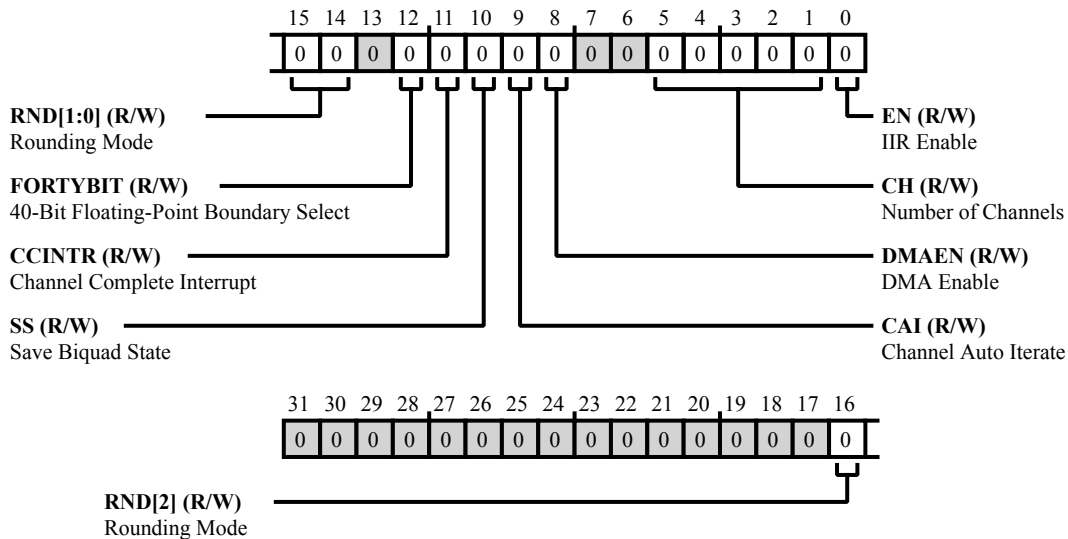 15 14 13 12 11 10 9 8 7 6 5 4 3 2 1 0
0 0 0 0 0 0 0 0 0 0 0 0 0 0 0 0
RND[1:0] (R/W)
Rounding Mode
EN (R/W)
IIR Enable
FORTYBIT (R/W)
40-Bit Floating-Point Boundary Select
CH (R/W)
Number of Channels
CCINTR (R/W)
Channel Complete Interrupt
DMAEN (R/W)
DMA Enable
SS (R/W)
Save Biquad State
CAI (R/W)
Channel Auto Iterate
31 30 29 28 27 26 25 24 23 22 21 20 19 18 17 16
0 0 0 0 0 0 0 0 0 0 0 0 0 0 0 0
RND[2] (R/W)
Rounding Mode